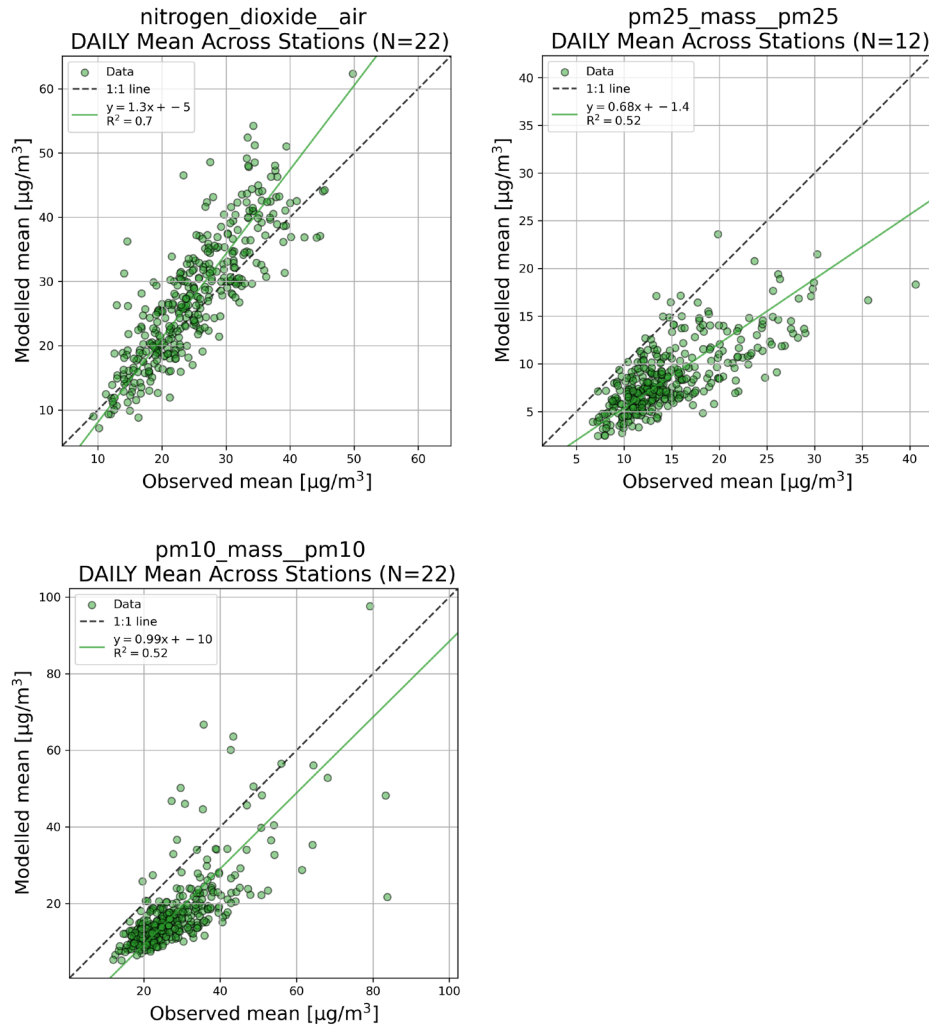 nitrogen_dioxide__air
DAILY Mean Across Stations (N=22)
Data
1:1 line
y = 1.3x + −5
R² = 0.7
60
50
40
30
20
10
10
20
30
40
50
60
Modelled mean [μg/m³]
Observed mean [μg/m³]
pm25_mass__pm25
DAILY Mean Across Stations (N=12)
Data
1:1 line
y = 0.68x + −1.4
R² = 0.52
40
35
30
25
20
15
10
5
5
10
15
20
25
30
35
40
Modelled mean [μg/m³]
Observed mean [μg/m³]
pm10_mass__pm10
DAILY Mean Across Stations (N=22)
Data
1:1 line
y = 0.99x + −10
R² = 0.52
100
80
60
40
20
20
40
60
80
100
Modelled mean [μg/m³]
Observed mean [μg/m³]